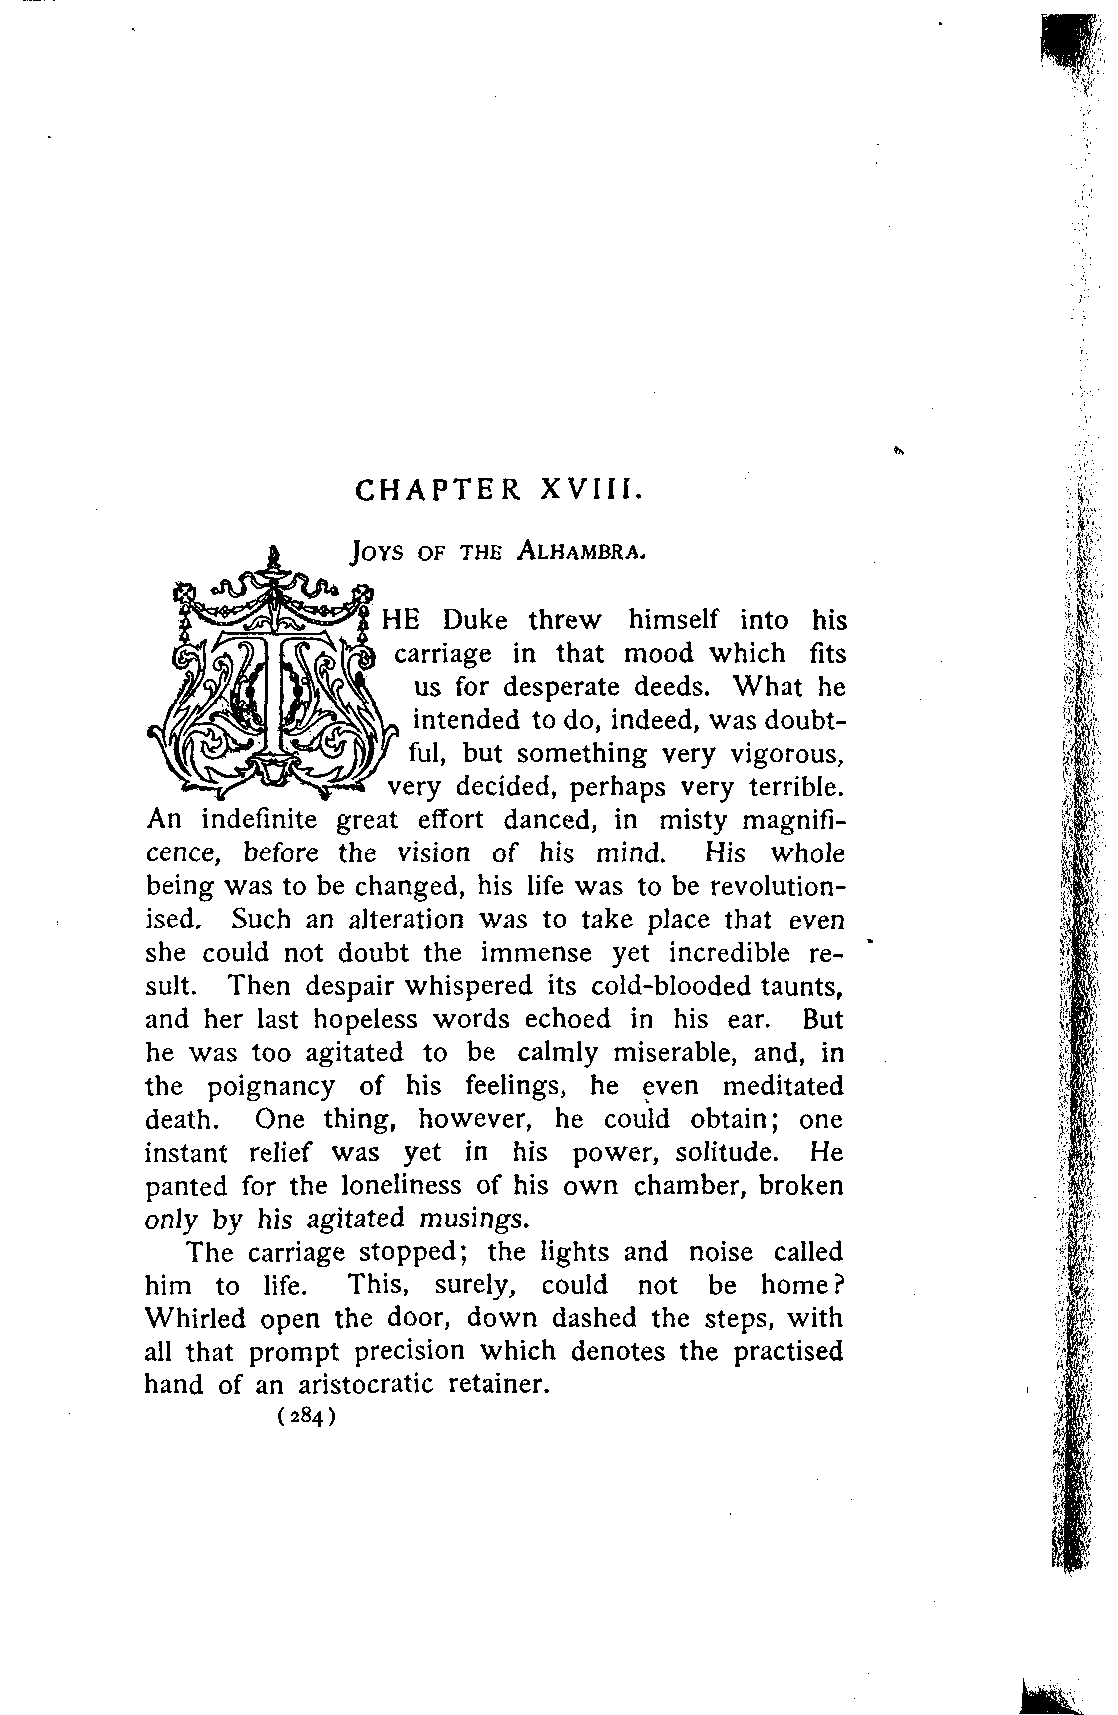 CHAPTER XVIII.
JOYS OF THE ALHAMBRA.
THE Duke threw himself into his
carriage in that mood which fits
us for desperate deeds. What he
intended to do, indeed, was doubt-
ful, but something very vigorous,
very decided, perhaps very terrible.
An indefinite great effort danced, in misty magnifi-
cence, before the vision of his mind. His whole
being was to be changed, his life was to be revolution-
ised. Such an alteration was to take place that even
she could not doubt the immense yet incredible re-
sult. Then despair whispered its cold-blooded taunts,
and her last hopeless words echoed in his ear. But
he was too agitated to be calmly miserable, and, in
the poignancy of his feelings, he even meditated
death. One thing, however, he could obtain; one
instant relief was yet in his power, solitude. He
panted for the loneliness of his own chamber, broken
only by his agitated musings.
The carriage stopped; the lights and noise called
him to life. This, surely, could not be home?
Whirled open the door, down dashed the steps, with
all that prompt precision which denotes the practised
hand of an aristocratic retainer.
(284)